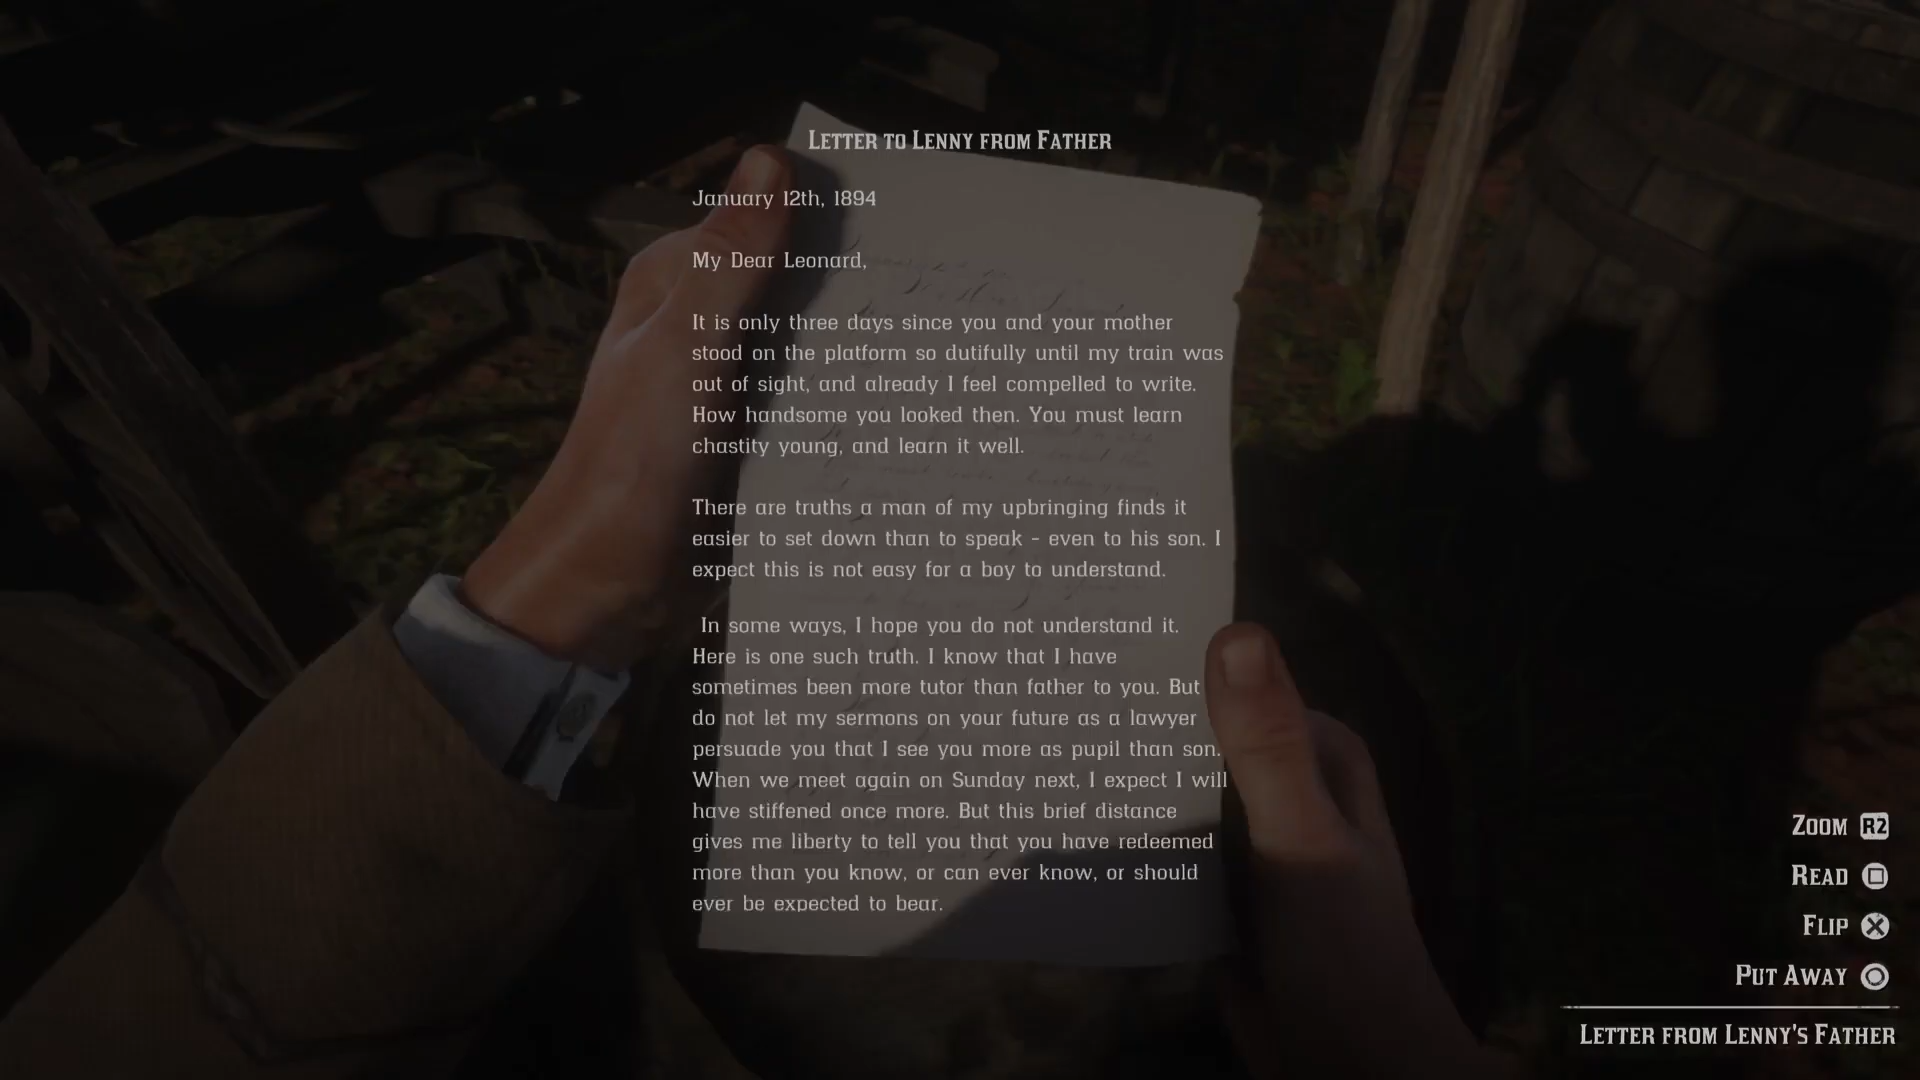 LETTER TO LENNY FROM FATHER
January 12th, 1894
My Dear Leonard,
It is only three days since you and your mother
stood on the platform so dutifully until my train was
out of sight, and already I feel compelled to write.
How handsome you looked then. You must learn
chastity young, and learn it well.
There are truths a man of my upbringing finds it
easier to set down than to speak - even to his son. I
expect this is not easy for a boy to understand.
In some ways, I hope you do not understand it.
Here is one such truth. I know that I have
sometimes been more tutor than father to you. But
do not let my sermons on your future as a lawyer
persuade you that I see you more as pupil than son.
When we meet again on Sunday next, I expect I will
have stiffened once more. But this brief distance
gives me liberty to tell you that you have redeemed
more than you know, or can ever know, or should
ever be expected to bear.
ZOOM R2
READ
FLIP
PUT AWAY
LETTER FROM LENNY'S FATHER